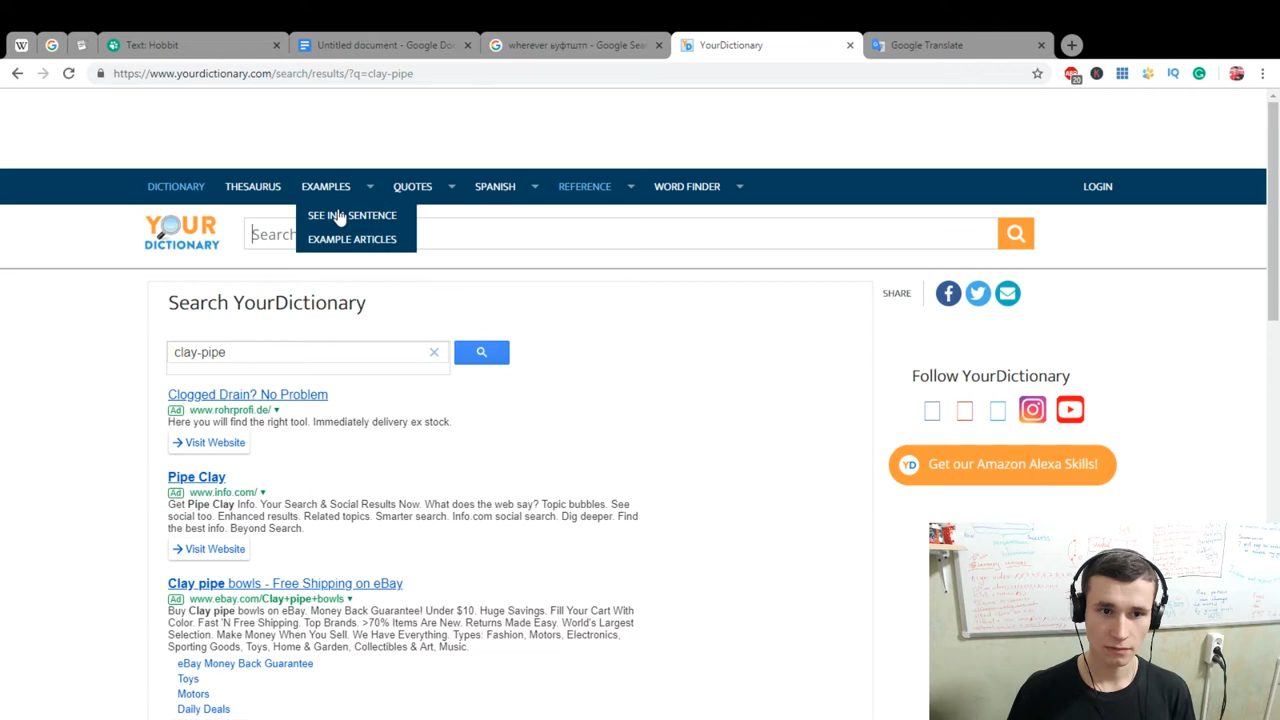 Text: Hobbit
Untitled document - Google Doc
wherever ьуфтштп - Google Sea
YourDictionary
Google Translate
https://www.yourdictionary.com/search/results/?q=clay-pipe
20
DICTIONARY THESAURUS EXAMPLES QUOTES SPANISH REFERENCE WORD FINDER LOGIN
SEE IN A SENTENCE
EXAMPLE ARTICLES
YOUR
DICTIONARY
Search
Search YourDictionary
SHARE
clay-pipe
Clogged Drain? No Problem
Ad www.rohrprofi.de/
Here you will find the right tool. Immediately delivery ex stock.
Visit Website
Pipe Clay
Ad www.info.com/
Get Pipe Clay Info. Your Search & Social Results Now. What does the web say? Topic bubbles. See
social too. Enhanced results. Related topics. Smarter search. Info.com social search. Dig deeper. Find
the best info. Beyond Search.
Visit Website
Clay pipe bowls - Free Shipping on eBay
Ad www.ebay.com/Clay+pipe+bowls
Buy Clay pipe bowls on eBay. Money Back Guarantee! Under $10. Huge Savings. Fill Your Cart With
Color. Fast 'N Free Shipping. Top Brands. >70% Items Are New. Returns Made Easy. World's Largest
Selection. Make Money When You Sell. We Have Everything. Types: Fashion, Motors, Electronics,
Sporting Goods, Toys, Home & Garden, Collectibles & Art, Music.
eBay Money Back Guarantee
Toys
Motors
Daily Deals
Follow YourDictionary
YD Get our Amazon Alexa Skills!